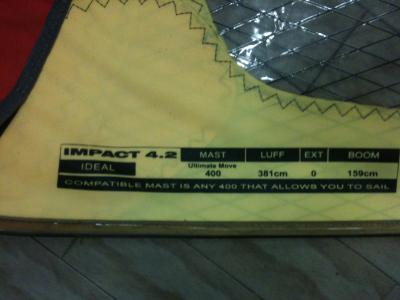 IMPACT 4.2 MAST LUFF EXT BOOM
IDEAL Ultimate Move 400 381cm 0 159cm
COMPATIBLE MAST IS ANY 400 THAT ALLOWS YOU TO SAIL